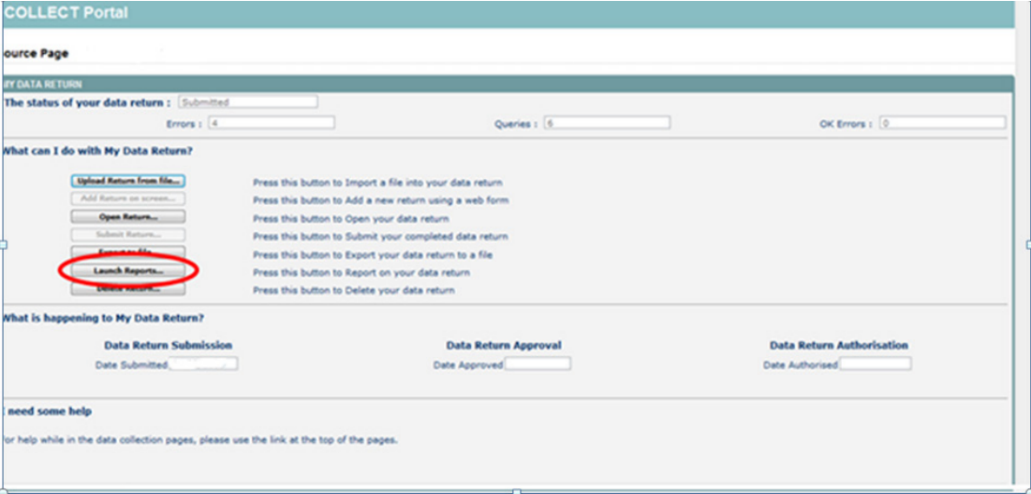 COLLECT Portal
ource Page
MY DATA RETURN
The status of your data return : Submitted
Errors : 4 Queries : 6 OK Errors : 0
What can I do with My Data Return?
Upload Return from file... Press this button to Import a file into your data return
Add Return on screen... Press this button to Add a new return using a web form
Open Return... Press this button to Open your data return
Submit Return... Press this button to Submit your completed data return
Export to file... Press this button to Export your data return to a file
Launch Reports... Press this button to Report on your data return
Delete Return... Press this button to Delete your data return
What is happening to My Data Return?
Data Return Submission Data Return Approval Data Return Authorisation
Date Submitted Date Approved Date Authorised
I need some help
For help while in the data collection pages, please use the link at the top of the pages.